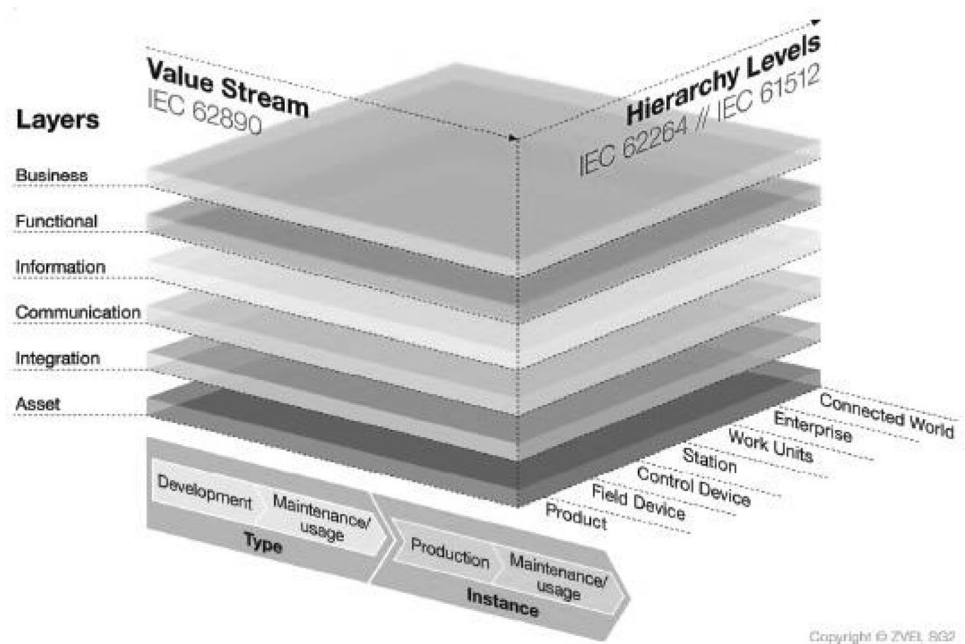 Value Stream
IEC 62890
Hierarchy Levels
IEC 62264 // IEC 61512
Layers
Business
Functional
Information
Communication
Integration
Asset
Connected World
Enterprise
Work Units
Station
Control Device
Field Device
Product
Development
Maintenance/
usage
Type
Production
Maintenance/
usage
Instance
Copyright © ZVEI, SG2